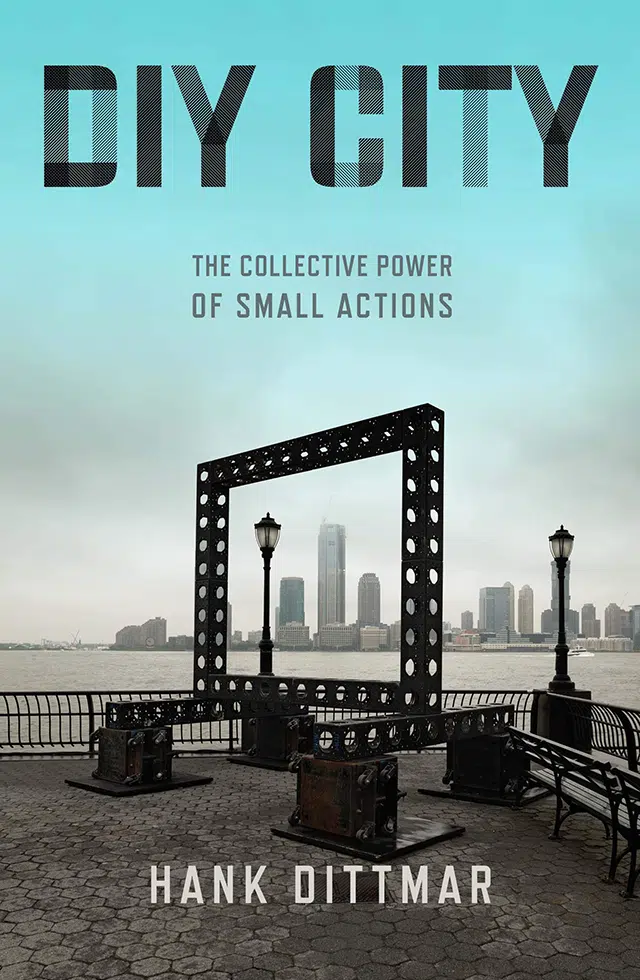 DIY CITY
THE COLLECTIVE POWER
OF SMALL ACTIONS
HANK DITTMAR